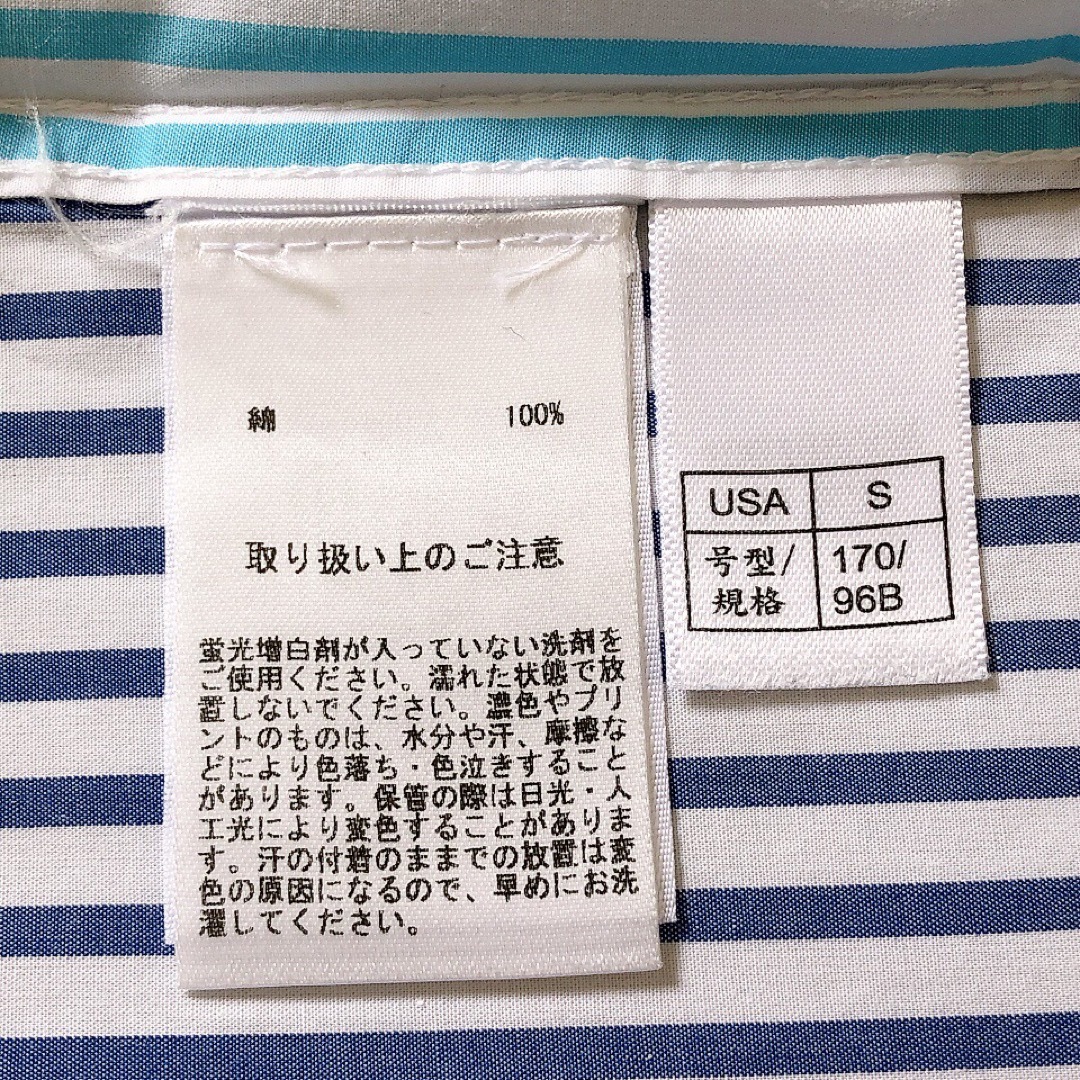 綿 100%
取り扱い上のご注意
蛍光増白剤が入っていない洗剤を
ご使用ください。濡れた状態で放
置しないでください。濃色やプリ
ントのものは、水分や汗、摩擦な
どにより色落ち・色泣きすること
があります。保管の際は日光・人
工光により変色することがありま
す。汗の付着のままでの放置は変
色の原因になるので、早めにお洗
濯してください。
USA S
号型/ 170/
規格 96B